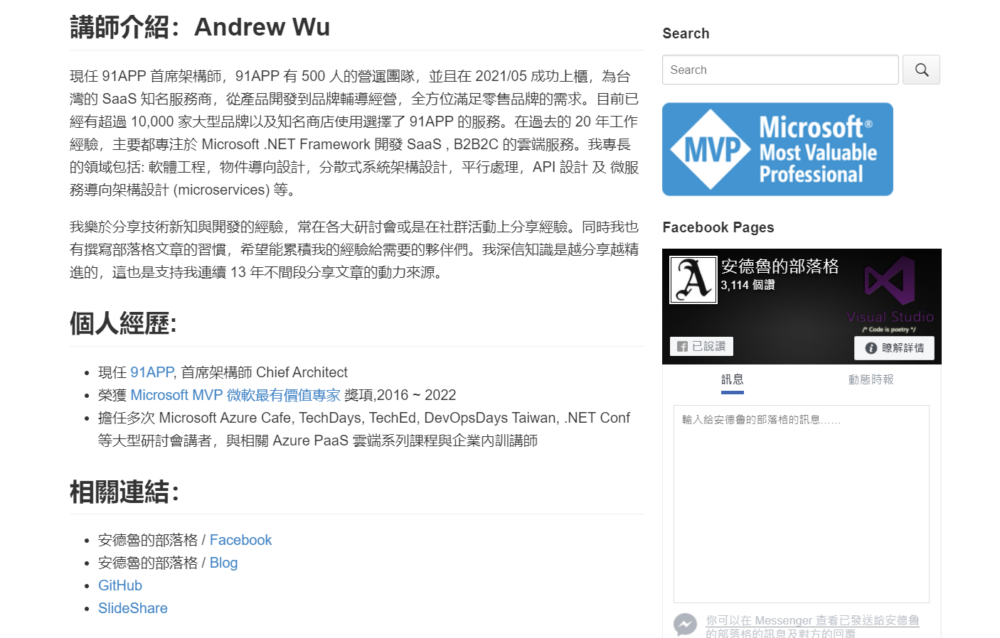 講師介紹：Andrew Wu
現任 91APP 首席架構師，91APP 有 500 人的營運團隊，並且在 2021/05 成功上櫃，為台
灣的 SaaS 知名服務商，從產品開發到品牌輔導經營，全方位滿足零售品牌的需求。目前已
經有超過 10,000 家大型品牌以及知名商店使用選擇了 91APP 的服務。在過去的 20 年工作
經驗，主要都專注於 Microsoft .NET Framework 開發 SaaS , B2B2C 的雲端服務。我專長
的領域包括: 軟體工程，物件導向設計，分散式系統架構設計，平行處理，API 設計 及 微服
務導向架構設計 (microservices) 等。
我樂於分享技術新知與開發的經驗，常在各大研討會或是在社群活動上分享經驗。同時我也
有撰寫部落格文章的習慣，希望能累積我的經驗給需要的夥伴們。我深信知識是越分享越精
進的，這也是支持我連續 13 年不間段分享文章的動力來源。
個人經歷:
現任 91APP, 首席架構師 Chief Architect
榮獲 Microsoft MVP 微軟最有價值專家 獎項,2016 ~ 2022
擔任多次 Microsoft Azure Cafe, TechDays, TechEd, DevOpsDays Taiwan, .NET Conf
等大型研討會講者，與相關 Azure PaaS 雲端系列課程與企業內訓講師
相關連結：
安德魯的部落格 / Facebook
安德魯的部落格 / Blog
GitHub
SlideShare
Search
Search
MVP
Microsoft®
Most Valuable
Professional
Facebook Pages
A
安德魯的部落格
3,114 個讚
Visual Studio
/* Code is poetry */
已說讚
瞭解詳情
訊息
動態時報
輸入給安德魯的部落格的訊息……
你可以在 Messenger 查看已發送給安德魯
的部落格的訊息及對方的回覆